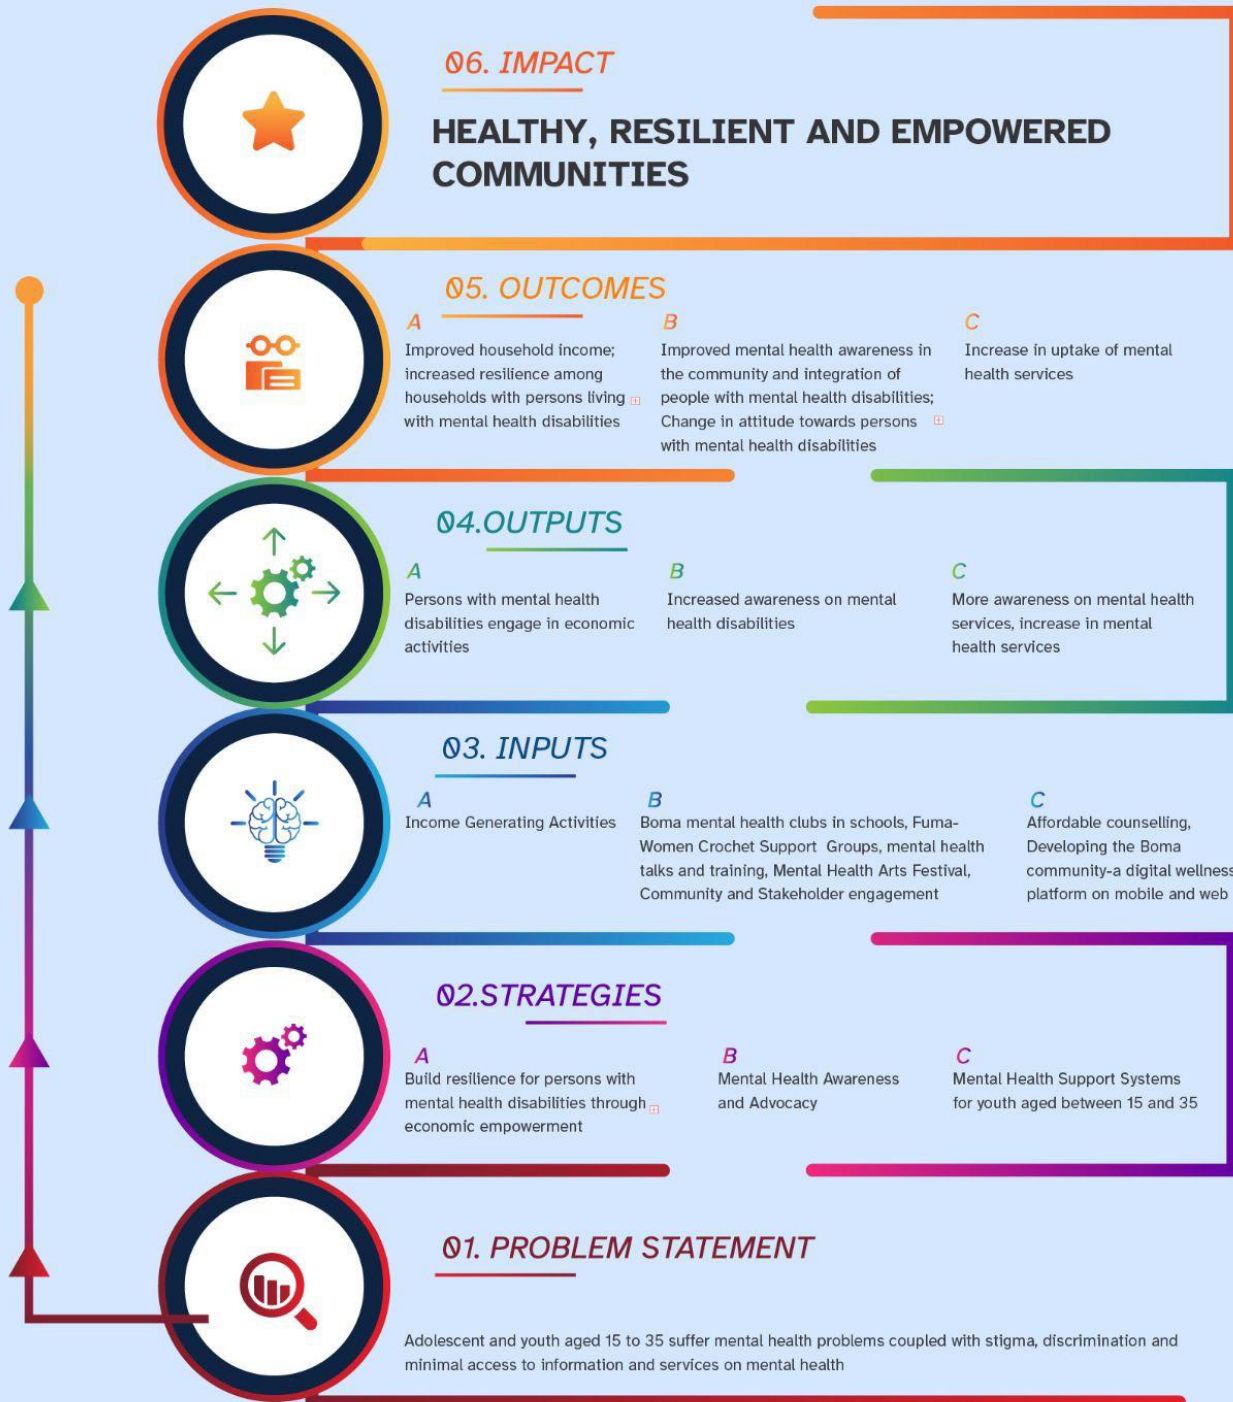 06. IMPACT
HEALTHY, RESILIENT AND EMPOWERED
COMMUNITIES
05. OUTCOMES
A
Improved household income;
increased resilience among
households with persons living
with mental health disabilities
B
Improved mental health awareness in
the community and integration of
people with mental health disabilities;
Change in attitude towards persons
with mental health disabilities
C
Increase in uptake of mental
health services
04.OUTPUTS
A
Persons with mental health
disabilities engage in economic
activities
B
Increased awareness on mental
health disabilities
C
More awareness on mental health
services, increase in mental
health services
03. INPUTS
A
Income Generating Activities
B
Boma mental health clubs in schools, Fuma-
Women Crochet Support Groups, mental health
talks and training, Mental Health Arts Festival,
Community and Stakeholder engagement
C
Affordable counselling,
Developing the Boma
community-a digital wellness
platform on mobile and web
02.STRATEGIES
A
Build resilience for persons with
mental health disabilities through
economic empowerment
B
Mental Health Awareness
and Advocacy
C
Mental Health Support Systems
for youth aged between 15 and 35
01. PROBLEM STATEMENT
Adolescent and youth aged 15 to 35 suffer mental health problems coupled with stigma, discrimination and
minimal access to information and services on mental health